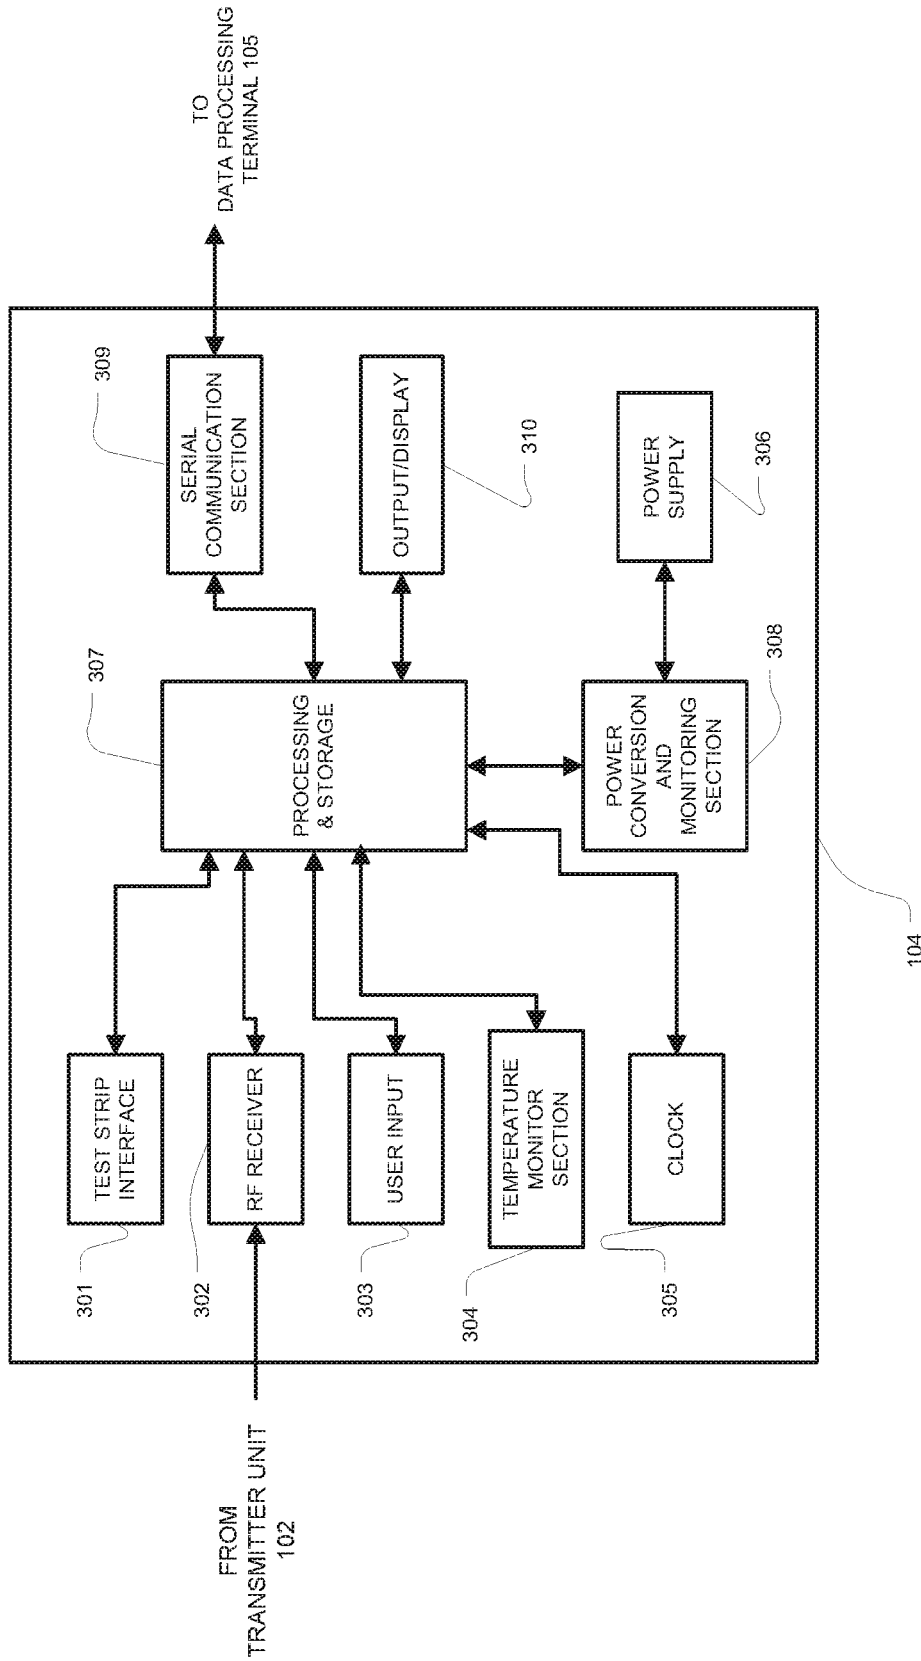 FROM
TRANSMITTER UNIT
102
301
TEST STRIP
INTERFACE
302
RF RECEIVER
303
USER INPUT
304
TEMPERATURE
MONITOR
SECTION
305
CLOCK
307
PROCESSING
& STORAGE
POWER
CONVERSION
AND
MONITORING
SECTION
308
309
SERIAL
COMMUNICATION
SECTION
OUTPUT/DISPLAY
310
POWER
SUPPLY
306
104
TO
DATA PROCESSING
TERMINAL 105